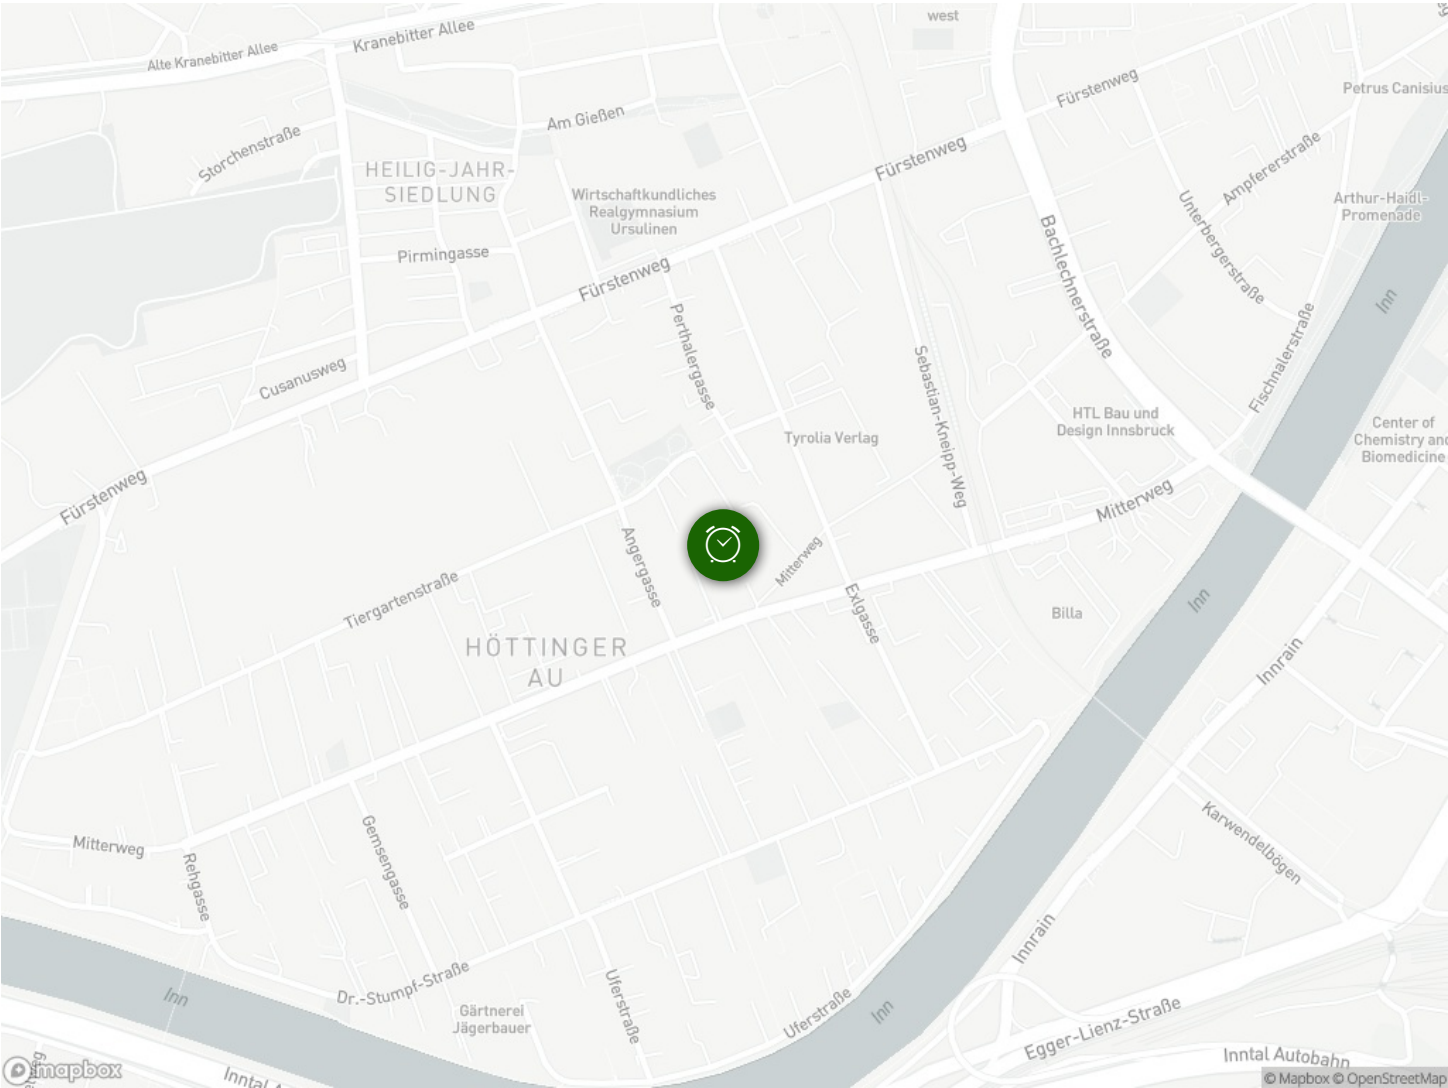 west
Kranebitter Allee
Alte Kranebitter Allee
Fürstenweg
Petrus Canisius
Am Gießen
Storchenstraße
Fürstenweg
Ampfererstraße
HEILIG-JAHR-
SIEDLUNG
Wirtschaftkundliches
Realgymnasium
Ursulinen
Arthur-Haidl-
Promenade
Unterbergerstraße
Bachlechnerstraße
Pirmingasse
Fürstenweg
Inn
Perthalergasse
Fischnalerstraße
Cusanusweg
Sebastian-Kneipp-Weg
HTL Bau und
Design Innsbruck
Tyrolia Verlag
Center of
Chemistry and
Biomedicine
Fürstenweg
Mitterweg
Angergasse
Mitterweg
Tiergartenstraße
Exlgasse
Inn
Billa
HÖTTINGER
AU
Innrain
Karwendelbögen
Mitterweg
Gemsengasse
Rehgasse
Innrain
Dr.-Stumpf-Straße
Inn
Uferstraße
Gärtnerei
Jägerbauer
Uferstraße
Inn
Egger-Lienz-Straße
Inntal Autobahn
mapbox
Inntal A
© Mapbox © OpenStreetMap